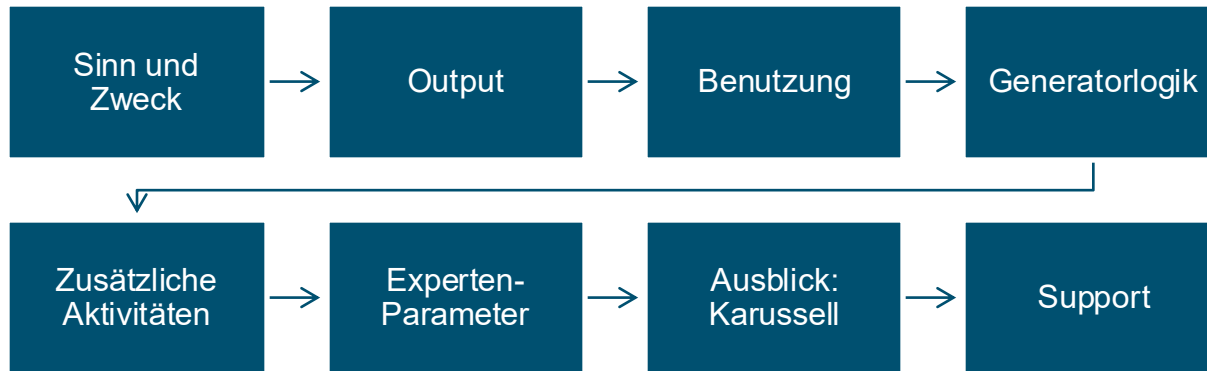 Sinn und
Zweck
Output
Benutzung
Generatorlogik
Zusätzliche
Aktivitäten
Experten-
Parameter
Ausblick:
Karussell
Support